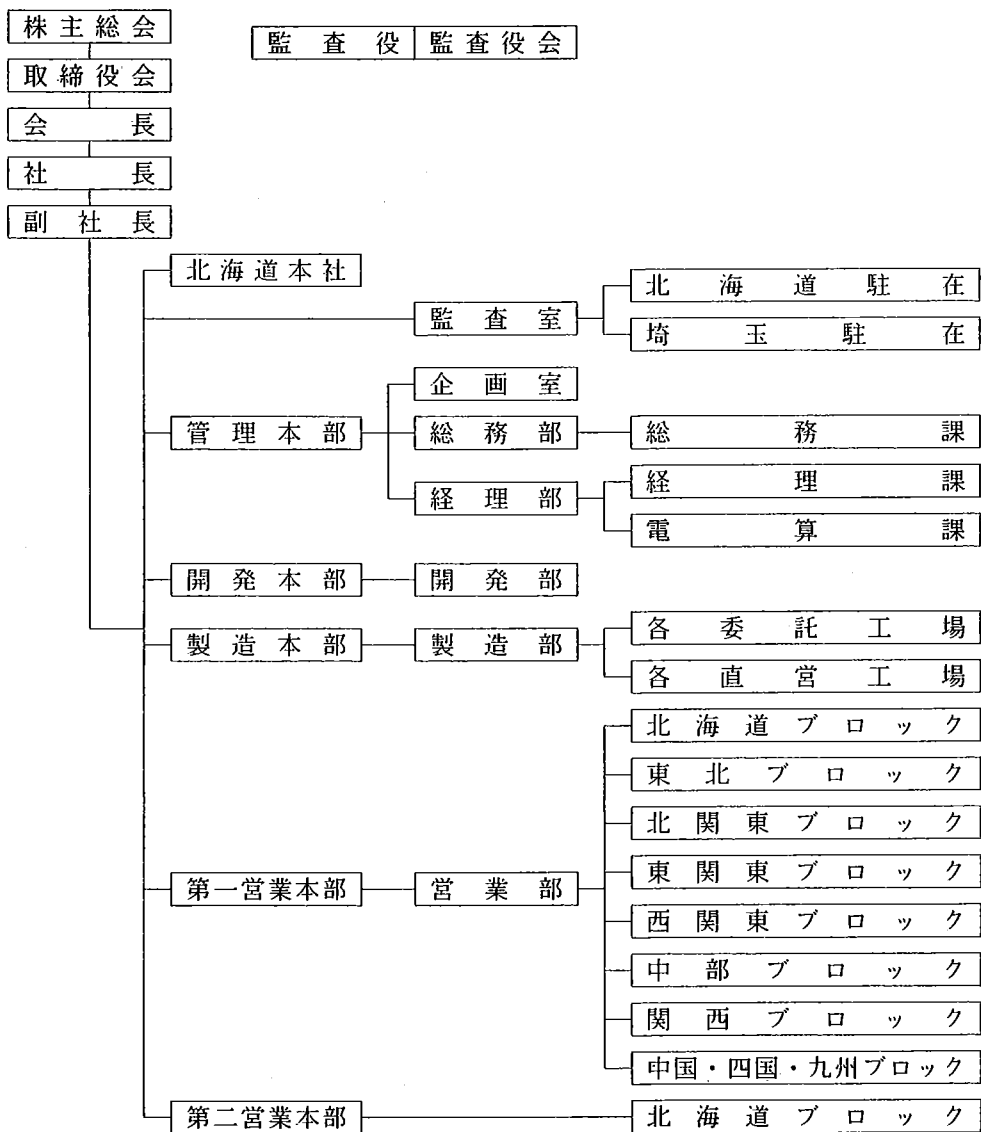 株主総会
監査役 監査役会
取締役会
会長
社長
副社長
北海道本社
北海道駐在
監査室
埼玉駐在
企画室
管理本部 総務部 総務課
経理課
経理部
電算課
開発本部 開発部
各委託工場
製造本部 製造部
各直営工場
北海道ブロック
東北ブロック
北関東ブロック
東関東ブロック
第一営業本部 営業部
西関東ブロック
中部ブロック
関西ブロック
中国・四国・九州ブロック
第二営業本部 北海道ブロック